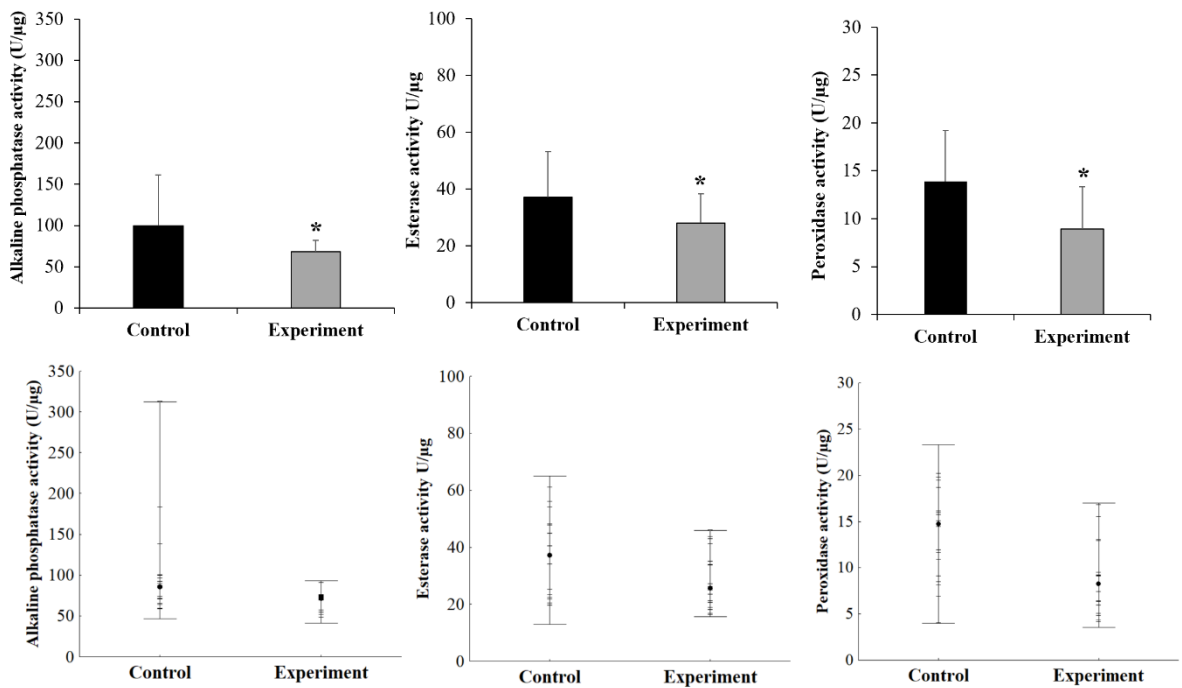 Alkaline phosphatase activity (U/µg)
350
300
250
200
150
100
50
0
*
Control
Experiment
Esterase activity U/µg
100
80
60
40
20
0
*
Control
Experiment
Peroxidase activity (U/µg)
30
25
20
15
10
5
0
*
Control
Experiment
Alkaline phosphatase activity (U/µg)
350
300
250
200
150
100
50
0
Control
Experiment
Esterase activity U/µg
100
80
60
40
20
0
Control
Experiment
Peroxidase activity (U/µg)
30
25
20
15
10
5
0
Control
Experiment